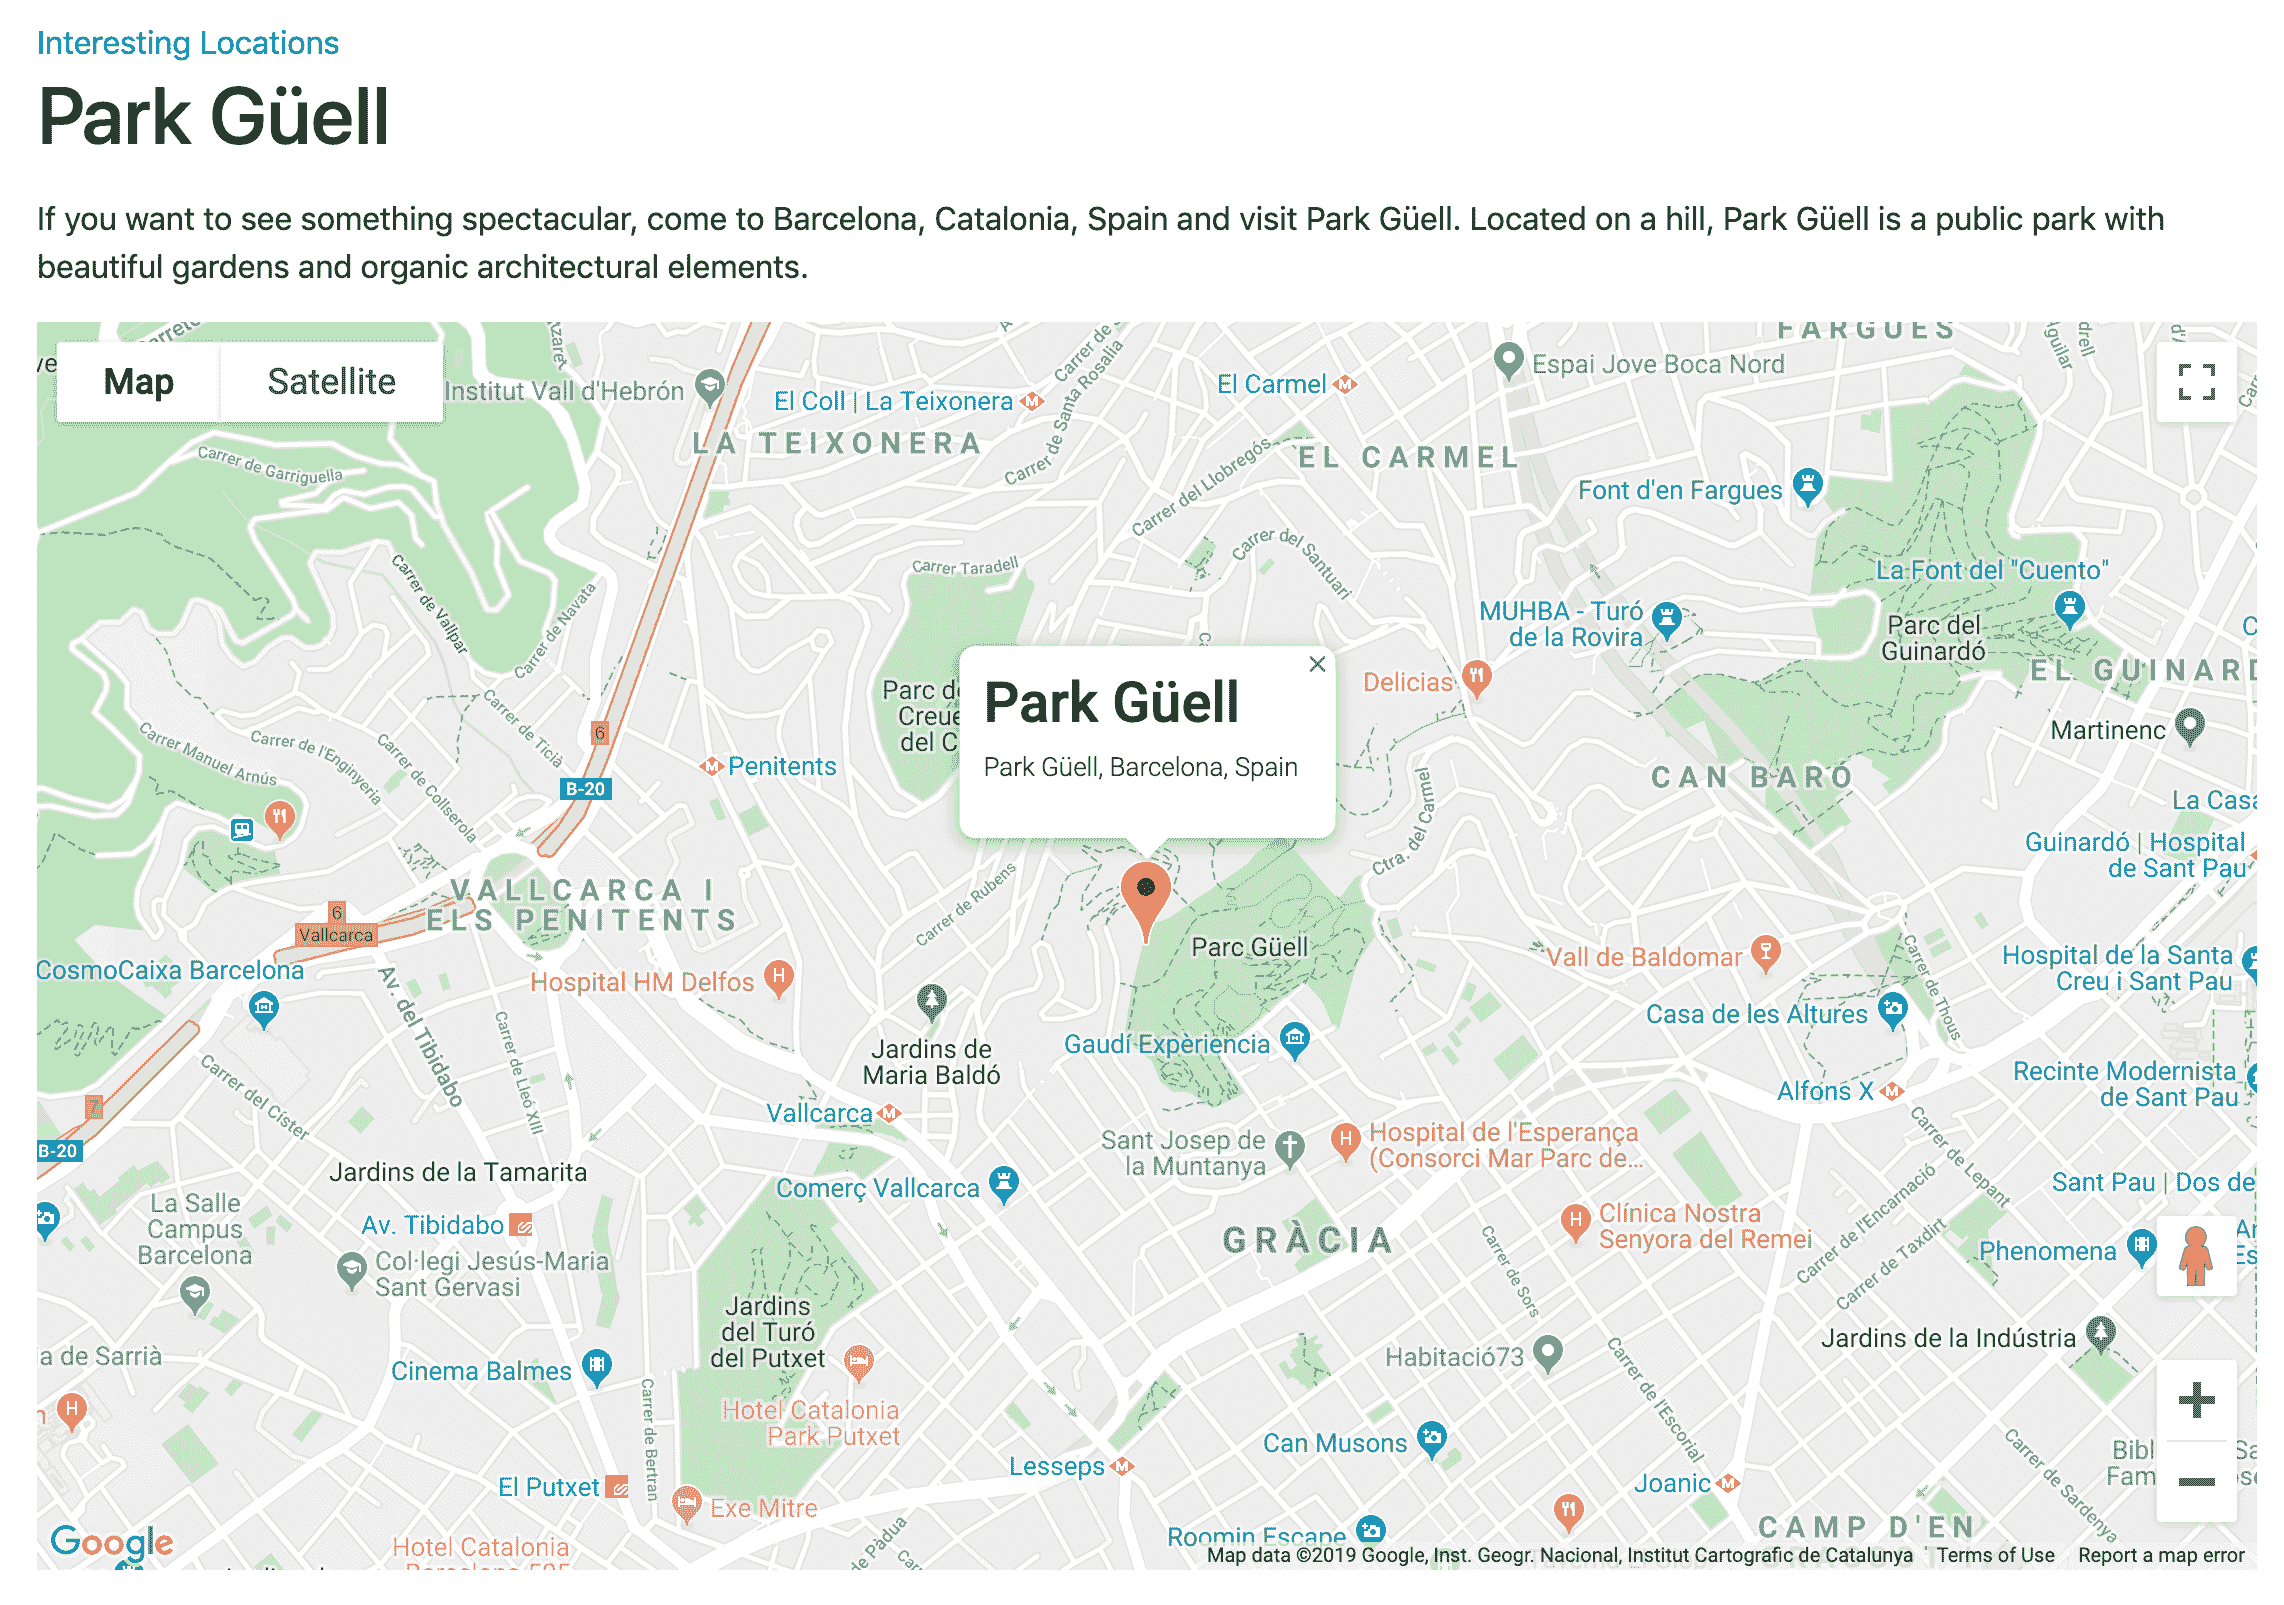 Interesting Locations
Park Güell
If you want to see something spectacular, come to Barcelona, Catalonia, Spain and visit Park Güell. Located on a hill, Park Güell is a public park with
beautiful gardens and organic architectural elements.
Map
Satellite
Institut Vall d'Hebrón
El Coll | La Teixonera
LA TEIXONERA
Carrer de Santa Rosalia
El Carmel
EL CARMEL
Espai Jove Boca Nord
FARGUES
Carrer de Garriguella
Carrer del Llobregós
Font d'en Fargues
Carrer Taradell
Carrer del Santuari
Carrer de Vallpar
Carrer de Navata
La Font del "Cuento"
MUHBA - Turó
de la Rovira
Parc del
Guinardó
EL GUINARD
Park Güell
Park Güell, Barcelona, Spain
Parc d
Creue
del C
Delicias
Martinenc
Carrer de Ticià
Carrer Manuel Arnús
Carrer de l'Enginyeria
Carrer de Collserola
6
B-20
Penitents
CAN BARÓ
Ctra. del Carmel
La Casa
Guinardó | Hospital
de Sant Pau
VALLCARCA I
ELS PENITENTS
6
Vallcarca
Carrer de Rubens
Parc Güell
CosmoCaixa Barcelona
Hospital HM Delfos
Vall de Baldomar
Carrer de Thous
Hospital de la Santa
Creu i Sant Pau
Av. del Tibidabo
Carrer de Lleó XIII
Casa de les Altures
Jardins de
Maria Baldó
Gaudí Expèriencia
Carrer del Císter
7
B-20
Vallcarca
Alfons X
Recinte Modernista
de Sant Pau
Sant Josep de
la Muntanya
Hospital de l'Esperança
(Consorci Mar Parc de...
Carrer de Lepant
Jardins de la Tamarita
Comerç Vallcarca
Carrer de l'Encarnació
Sant Pau | Dos de
La Salle
Campus
Barcelona
Av. Tibidabo
Col·legi Jesús-Maria
Sant Gervasi
GRÀCIA
Clínica Nostra
Senyora del Remei
Carrer de Sors
Carrer de Taxdirt
Phenomena
Jardins
del Turó
del Putxet
Jardins de la Indústria
a de Sarrià
Cinema Balmes
Habitació73
Hotel Catalonia
Park Putxet
Carrer de Bertran
Carrer de l'Escorial
Can Musons
Lesseps
El Putxet
Exe Mitre
Joanic
Carrer de Sardenya
Bibl
Fam
Google
Hotel Catalonia
Roomin Escape
CAMP D'EN
Map data ©2019 Google, Inst. Geogr. Nacional, Institut Cartografic de Catalunya
Terms of Use
Report a map error